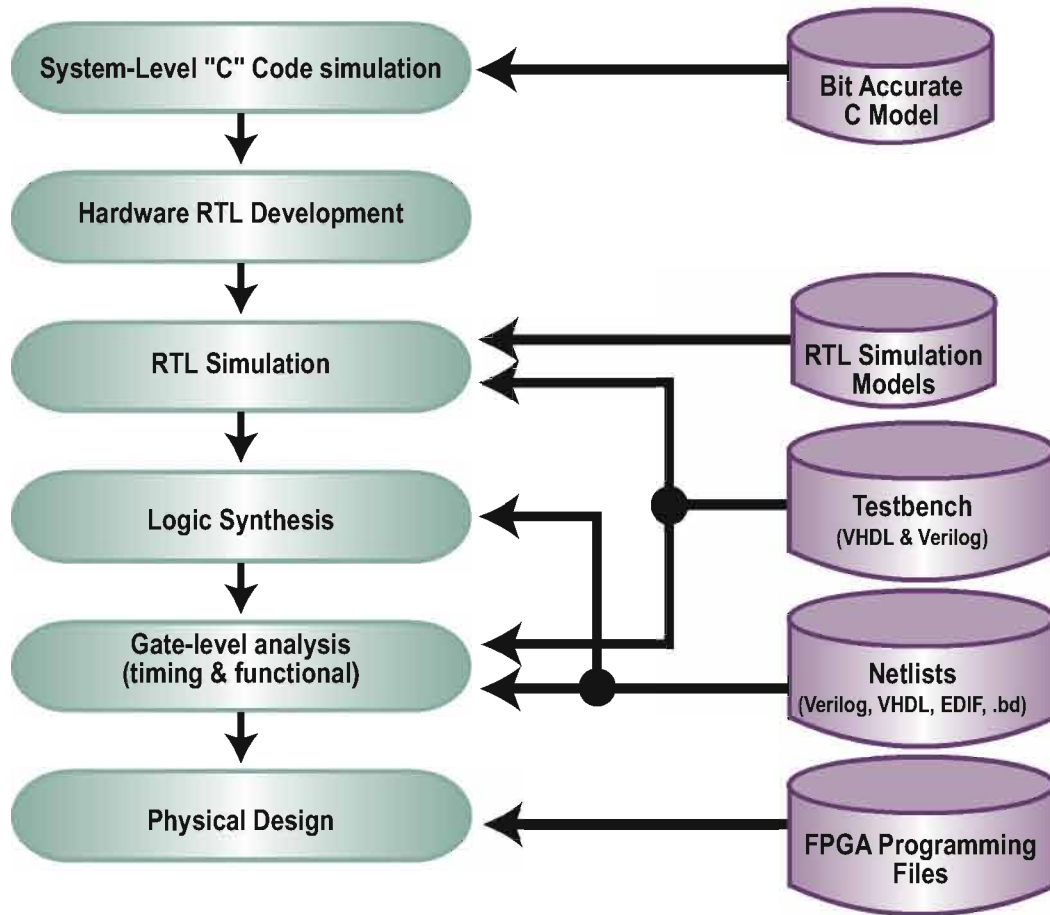 System-Level "C" Code simulation
Bit Accurate
C Model
Hardware RTL Development
RTL Simulation
RTL Simulation
Models
Logic Synthesis
Testbench
(VHDL & Verilog)
Gate-level analysis
(timing & functional)
Netlists
(Verilog, VHDL, EDIF, .bd)
Physical Design
FPGA Programming
Files